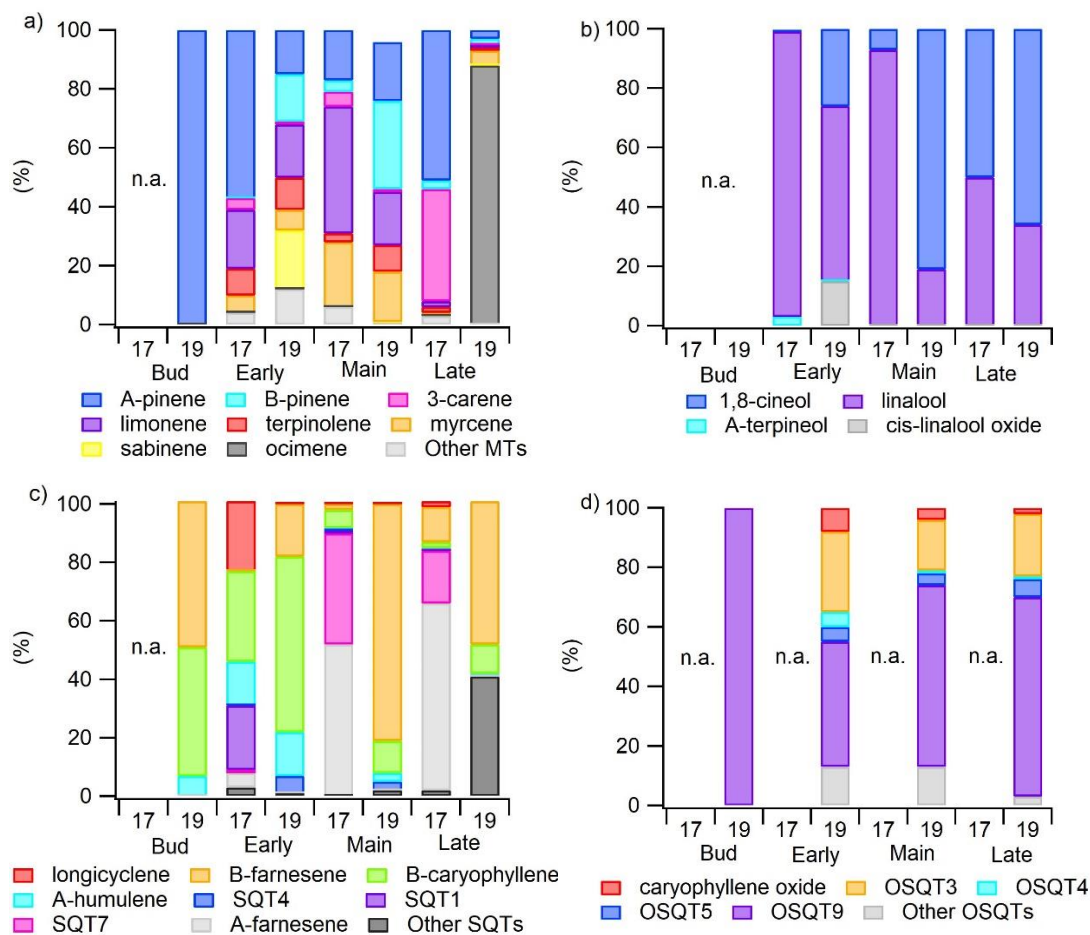 a)
100
80
60
40
20
0
(%)
n.a.
17 19 17 19 17 19 17 19
Bud Early Main Late
A-pinene B-pinene 3-carene
limonene terpinolene myrcene
sabinene ocimene Other MTs
b)
100
80
60
40
20
0
(%)
n.a.
17 19 17 19 17 19 17 19
Bud Early Main Late
1,8-cineol linalool
A-terpineol cis-linalool oxide
c)
100
80
60
40
20
0
(%)
n.a.
17 19 17 19 17 19 17 19
Bud Early Main Late
longicyclene B-farnesene B-caryophyllene
A-humulene SQT4 SQT1
SQT7 A-farnesene Other SQTs
d)
100
80
60
40
20
0
(%)
n.a. n.a. n.a. n.a.
17 19 17 19 17 19 17 19
Bud Early Main Late
caryophyllene oxide OSQT3 OSQT4
OSQT5 OSQT9 Other OSQTs